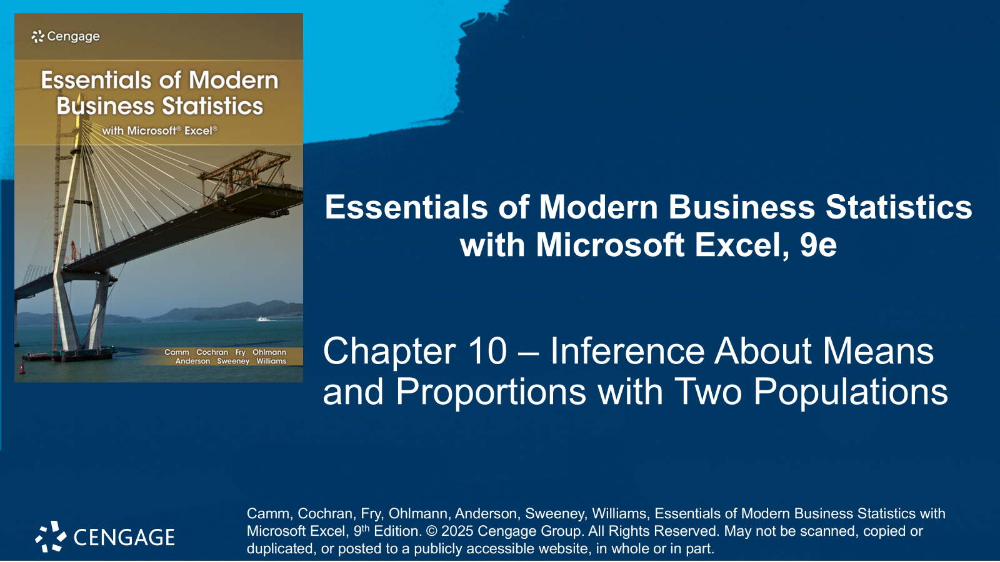 Cengage
Essentials of Modern
Business Statistics
with Microsoft® Excel®
Camm Cochran Fry Ohlmann
Anderson Sweeney Williams
Essentials of Modern Business Statistics
with Microsoft Excel, 9e
Chapter 10 – Inference About Means
and Proportions with Two Populations
CENGAGE
Camm, Cochran, Fry, Ohlmann, Anderson, Sweeney, Williams, Essentials of Modern Business Statistics with
Microsoft Excel, 9th Edition. © 2025 Cengage Group. All Rights Reserved. May not be scanned, copied or
duplicated, or posted to a publicly accessible website, in whole or in part.